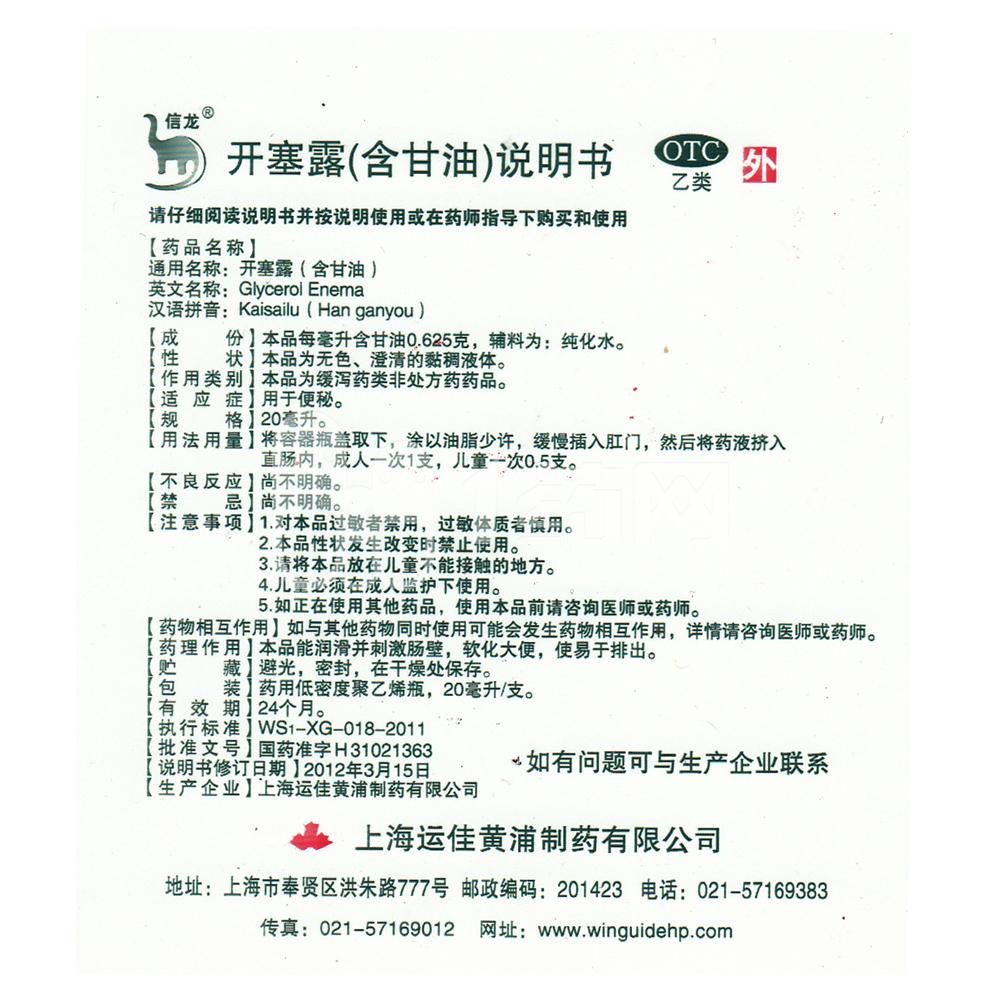 信龙®
开塞露(含甘油)说明书
OTC
乙类
外
请仔细阅读说明书并按说明使用或在药师指导下购买和使用
【药品名称】
通用名称：开塞露（含甘油）
英文名称：Glycerol Enema
汉语拼音：Kaisailu（Han ganyou）
【成 份】本品每毫升含甘油0.625克，辅料为：纯化水。
【性 状】本品为无色、澄清的黏稠液体。
【作用类别】本品为缓泻药类非处方药药品。
【适应症】用于便秘。
【规 格】20毫升。
【用法用量】将容器瓶盖取下，涂以油脂少许，缓慢插入肛门，然后将药液挤入
直肠内，成人一次1支，儿童一次0.5支。
【不良反应】尚不明确。
【禁 忌】尚不明确。
【注意事项】1.对本品过敏者禁用，过敏体质者慎用。
2.本品性状发生改变时禁止使用。
3.请将本品放在儿童不能接触的地方。
4.儿童必须在成人监护下使用。
5.如正在使用其他药品，使用本品前请咨询医师或药师。
【药物相互作用】如与其他药物同时使用可能会发生药物相互作用，详情请咨询医师或药师。
【药理作用】本品能润滑并刺激肠壁，软化大便，使易于排出。
【贮 藏】避光，密封，在干燥处保存。
【包 装】药用低密度聚乙烯瓶，20毫升/支。
【有效期】24个月。
【执行标准】WS1-XG-018-2011
【批准文号】国药准字H31021363
【说明书修订日期】2012年3月15日
如有问题可与生产企业联系
【生产企业】上海运佳黄浦制药有限公司
上海运佳黄浦制药有限公司
地址：上海市奉贤区洪朱路777号 邮政编码：201423 电话：021-57169383
传真：021-57169012 网址：www.winguidehp.com